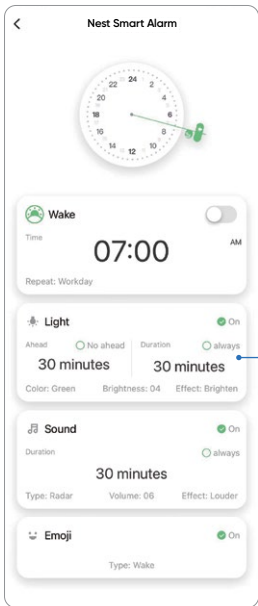 Nest Smart Alarm
24
22 2
20 4
18 6
16 8
14 10
12
Wake
Time
07:00 AM
Repeat: Workday
Light On
Ahead No ahead Duration always
30 minutes 30 minutes
Color: Green Brightness: 04 Effect: Brighten
Sound On
Duration always
30 minutes
Type: Radar Volume: 06 Effect: Louder
Emoji On
Type: Wake